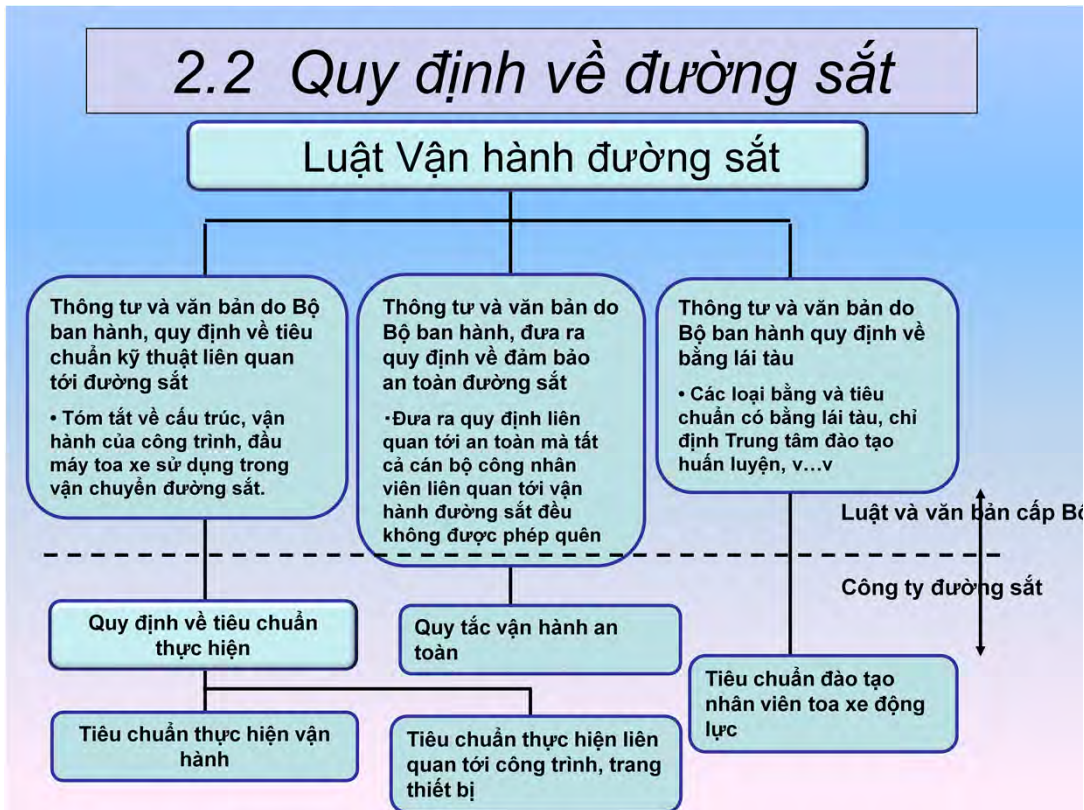 2.2 Quy định về đường sắt
Luật Vận hành đường sắt
Thông tư và văn bản do Bộ
ban hành, quy định về tiêu
chuẩn kỹ thuật liên quan
tới đường sắt
• Tóm tắt về cấu trúc, vận
hành của công trình, đầu
máy toa xe sử dụng trong
vận chuyển đường sắt.
Thông tư và văn bản do
Bộ ban hành, đưa ra
quy định về đảm bảo
an toàn đường sắt
・Đưa ra quy định liên
quan tới an toàn mà tất
cả cán bộ công nhân
viên liên quan tới vận
hành đường sắt đều
không được phép quên
Thông tư và văn bản do
Bộ ban hành quy định về
bằng lái tàu
• Các loại bằng và tiêu
chuẩn có bằng lái tàu, chỉ
định Trung tâm đào tạo
huấn luyện, v...v
Luật và văn bản cấp Bộ
Công ty đường sắt
Quy định về tiêu chuẩn
thực hiện
Quy tắc vận hành an
toàn
Tiêu chuẩn đào tạo
nhân viên toa xe động
lực
Tiêu chuẩn thực hiện vận
hành
Tiêu chuẩn thực hiện liên
quan tới công trình, trang
thiết bị